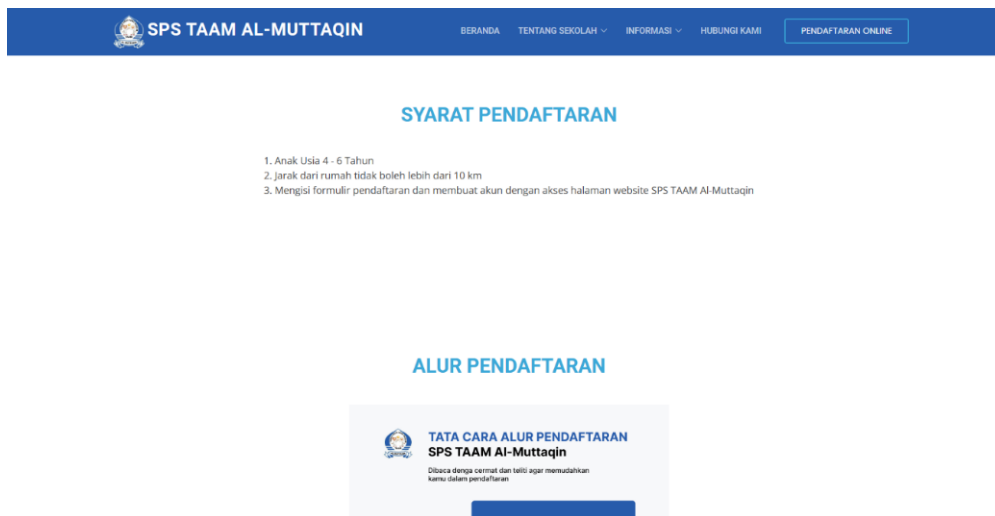 SPS TAAM AL-MUTTAQIN
BERANDA TENTANG SEKOLAH INFORMASI HUBUNGI KAMI PENDAFTARAN ONLINE
SYARAT PENDAFTARAN
1. Anak Usia 4 - 6 Tahun
2. Jarak dari rumah tidak boleh lebih dari 10 km
3. Mengisi formulir pendaftaran dan membuat akun dengan akses halaman website SPS TAAM Al-Muttaqin
ALUR PENDAFTARAN
TATA CARA ALUR PENDAFTARAN
SPS TAAM Al-Muttaqin
Dibaca denga cermat dan teliti agar memudahkan
kamu dalam pendaftaran